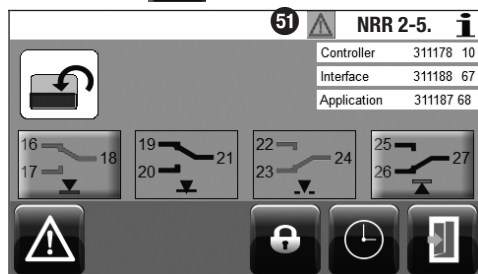 51 NRR 2-5. i
Controller 311178 10
Interface 311188 67
Application 311187 68
16 17 18
19 20 21
22 23 24
25 26 27